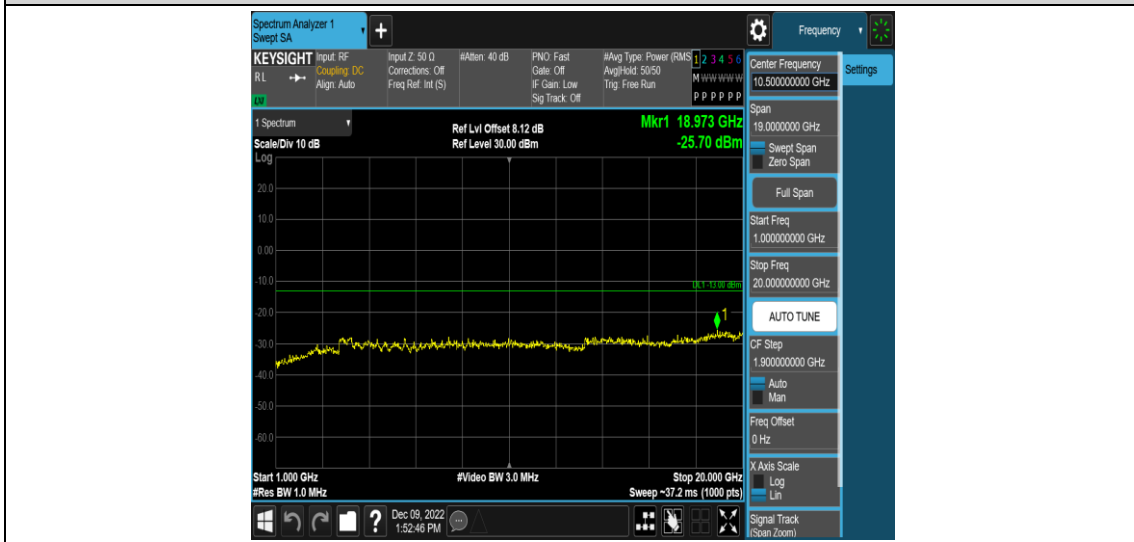 Spectrum Analyzer 1
Swept SA
+
Frequency
KEYSIGHT
RL
LXI
Input: RF
Coupling: DC
Align: Auto
Input Z: 50 Ω
Corrections: Off
Freq Ref: Int (S)
#Atten: 40 dB
PNO: Fast
Gate: Off
IF Gain: Low
Sig Track: Off
#Avg Type: Power (RMS
Avg|Hold: 50/50
Trig: Free Run
1 2 3 4 5 6
M W W W W W
P P P P P P
1 Spectrum
Scale/Div 10 dB
Ref Lvl Offset 8.12 dB
Ref Level 30.00 dBm
Mkr1 18.973 GHz
-25.70 dBm
Log
20.0
10.0
0.00
-10.0
DL1 -13.00 dBm
-20.0
1
-30.0
-40.0
-50.0
-60.0
Start 1.000 GHz
#Res BW 1.0 MHz
#Video BW 3.0 MHz
Stop 20.000 GHz
Sweep ~37.2 ms (1000 pts)
?
Dec 09, 2022
1:52:46 PM
Center Frequency
10.500000000 GHz
Settings
Span
19.0000000 GHz
Swept Span
Zero Span
Full Span
Start Freq
1.000000000 GHz
Stop Freq
20.000000000 GHz
AUTO TUNE
CF Step
1.900000000 GHz
Auto
Man
Freq Offset
0 Hz
X Axis Scale
Log
Lin
Signal Track
(Span Zoom)